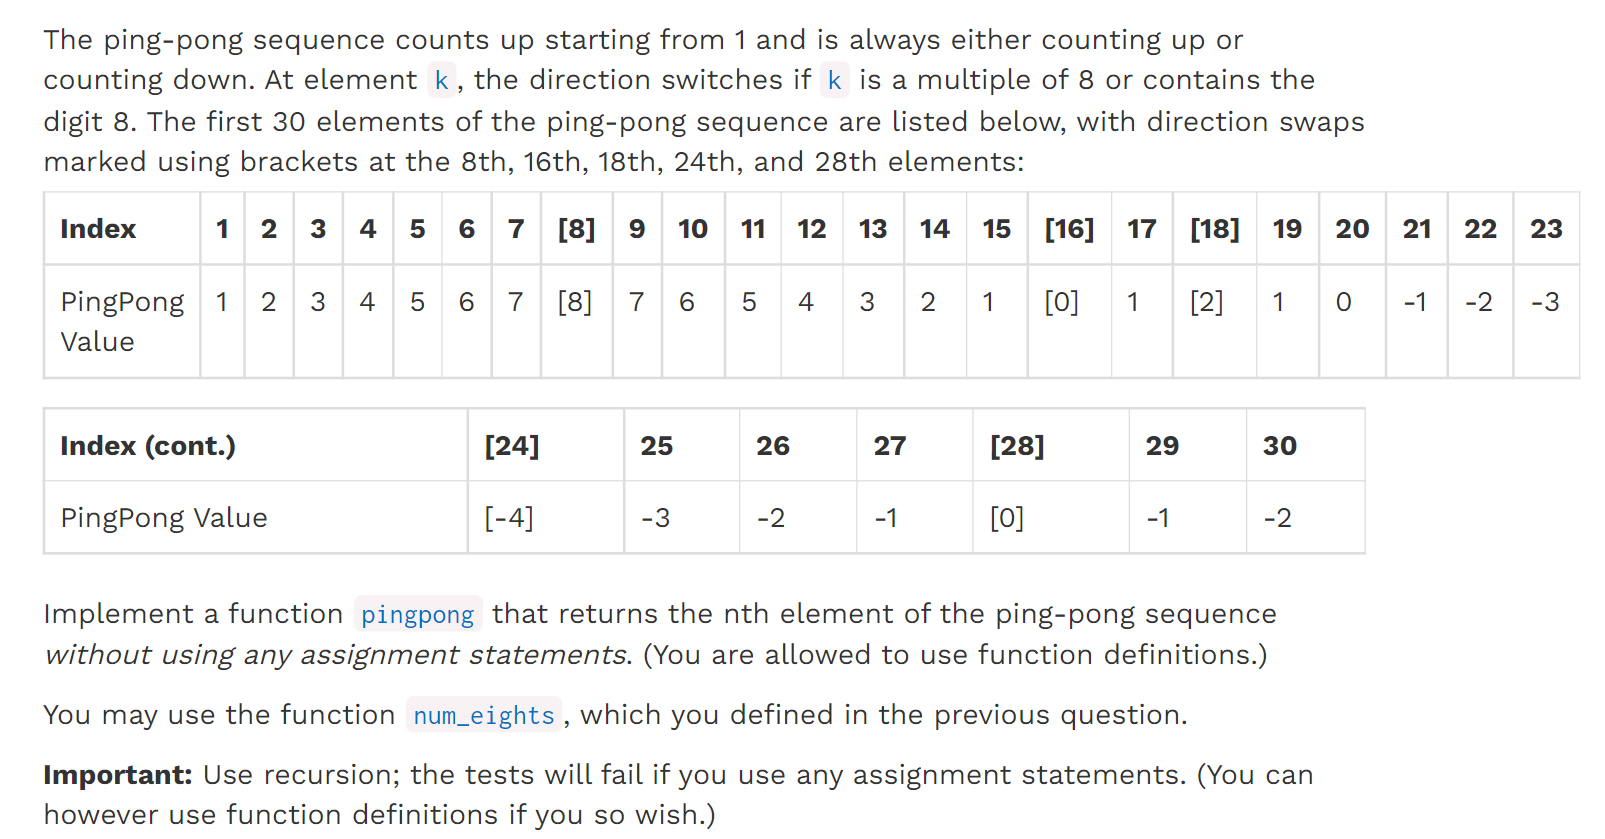 The ping-pong sequence counts up starting from 1 and is always either counting up or
counting down. At element k, the direction switches if k is a multiple of 8 or contains the
digit 8. The first 30 elements of the ping-pong sequence are listed below, with direction swaps
marked using brackets at the 8th, 16th, 18th, 24th, and 28th elements:
Index 1 2 3 4 5 6 7 [8] 9 10 11 12 13 14 15 [16] 17 [18] 19 20 21 22 23
PingPong 1 2 3 4 5 6 7 [8] 7 6 5 4 3 2 1 [0] 1 [2] 1 0 -1 -2 -3
Value
Index (cont.) [24] 25 26 27 [28] 29 30
PingPong Value [-4] -3 -2 -1 [0] -1 -2
Implement a function pingpong that returns the nth element of the ping-pong sequence
without using any assignment statements. (You are allowed to use function definitions.)
You may use the function num_eights, which you defined in the previous question.
Important: Use recursion; the tests will fail if you use any assignment statements. (You can
however use function definitions if you so wish.)